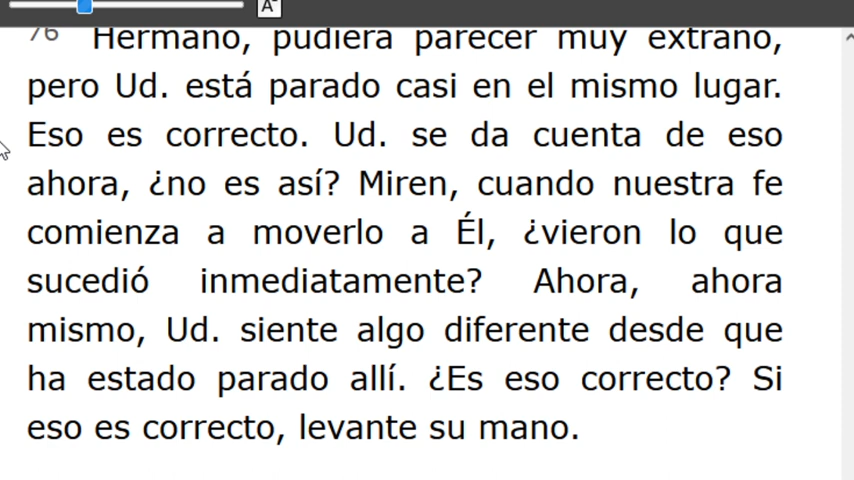 A
76 Hermano, pudiera parecer muy extraño,
pero Ud. está parado casi en el mismo lugar.
Eso es correcto. Ud. se da cuenta de eso
ahora, ¿no es así? Miren, cuando nuestra fe
comienza a moverlo a Él, ¿vieron lo que
sucedió inmediatamente? Ahora, ahora
mismo, Ud. siente algo diferente desde que
ha estado parado allí. ¿Es eso correcto? Si
eso es correcto, levante su mano.